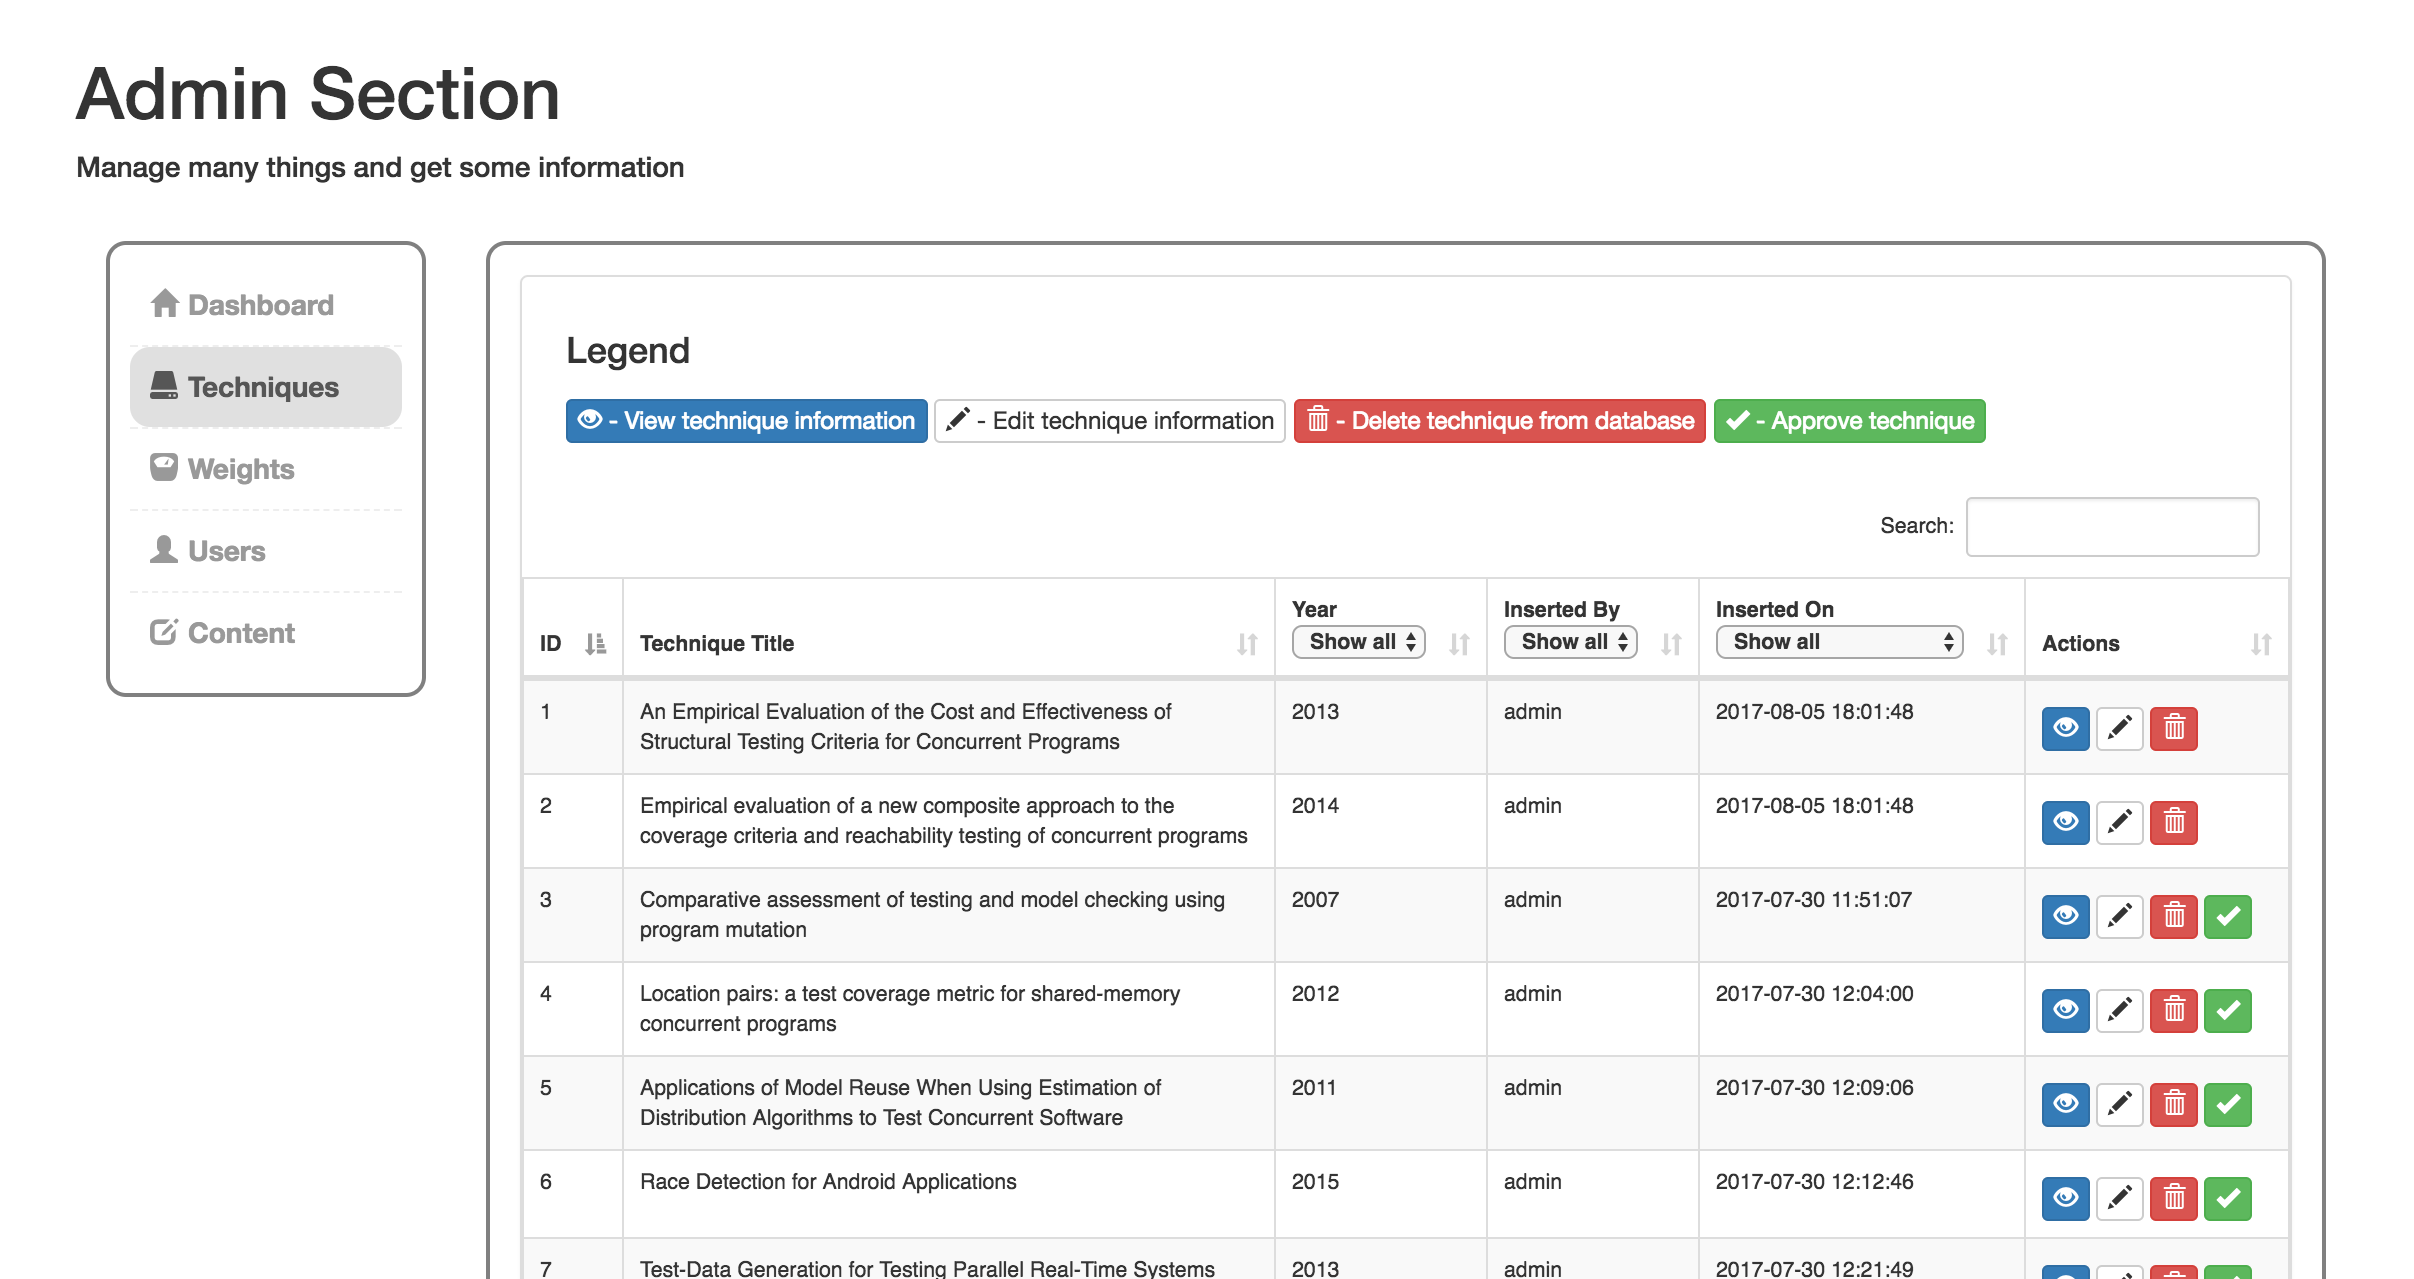 Admin Section
Manage many things and get some information
Dashboard
Techniques
Weights
Users
Content
Legend
- View technique information - Edit technique information - Delete technique from database - Approve technique
Search:
ID Technique Title Year Show all Inserted By Show all Inserted On Show all Actions
1 An Empirical Evaluation of the Cost and Effectiveness of 2013 admin 2017-08-05 18:01:48
Structural Testing Criteria for Concurrent Programs
2 Empirical evaluation of a new composite approach to the 2014 admin 2017-08-05 18:01:48
coverage criteria and reachability testing of concurrent programs
3 Comparative assessment of testing and model checking using 2007 admin 2017-07-30 11:51:07
program mutation
4 Location pairs: a test coverage metric for shared-memory 2012 admin 2017-07-30 12:04:00
concurrent programs
5 Applications of Model Reuse When Using Estimation of 2011 admin 2017-07-30 12:09:06
Distribution Algorithms to Test Concurrent Software
6 Race Detection for Android Applications 2015 admin 2017-07-30 12:12:46
7 Test-Data Generation for Testing Parallel Real-Time Systems 2013 admin 2017-07-30 12:21:49